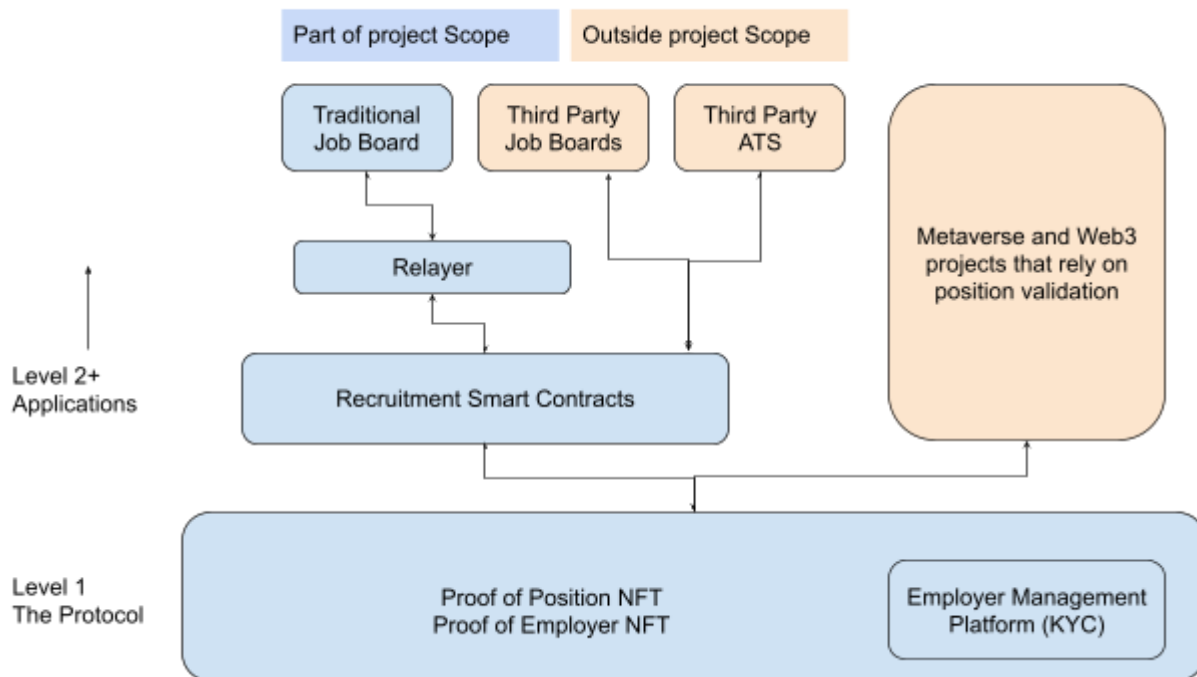 Part of project Scope
Outside project Scope
Traditional
Job Board
Third Party
Job Boards
Third Party
ATS
Metaverse and Web3
projects that rely on
position validation
Relayer
Level 2+
Applications
Recruitment Smart Contracts
Level 1
The Protocol
Proof of Position NFT
Proof of Employer NFT
Employer Management
Platform (KYC)